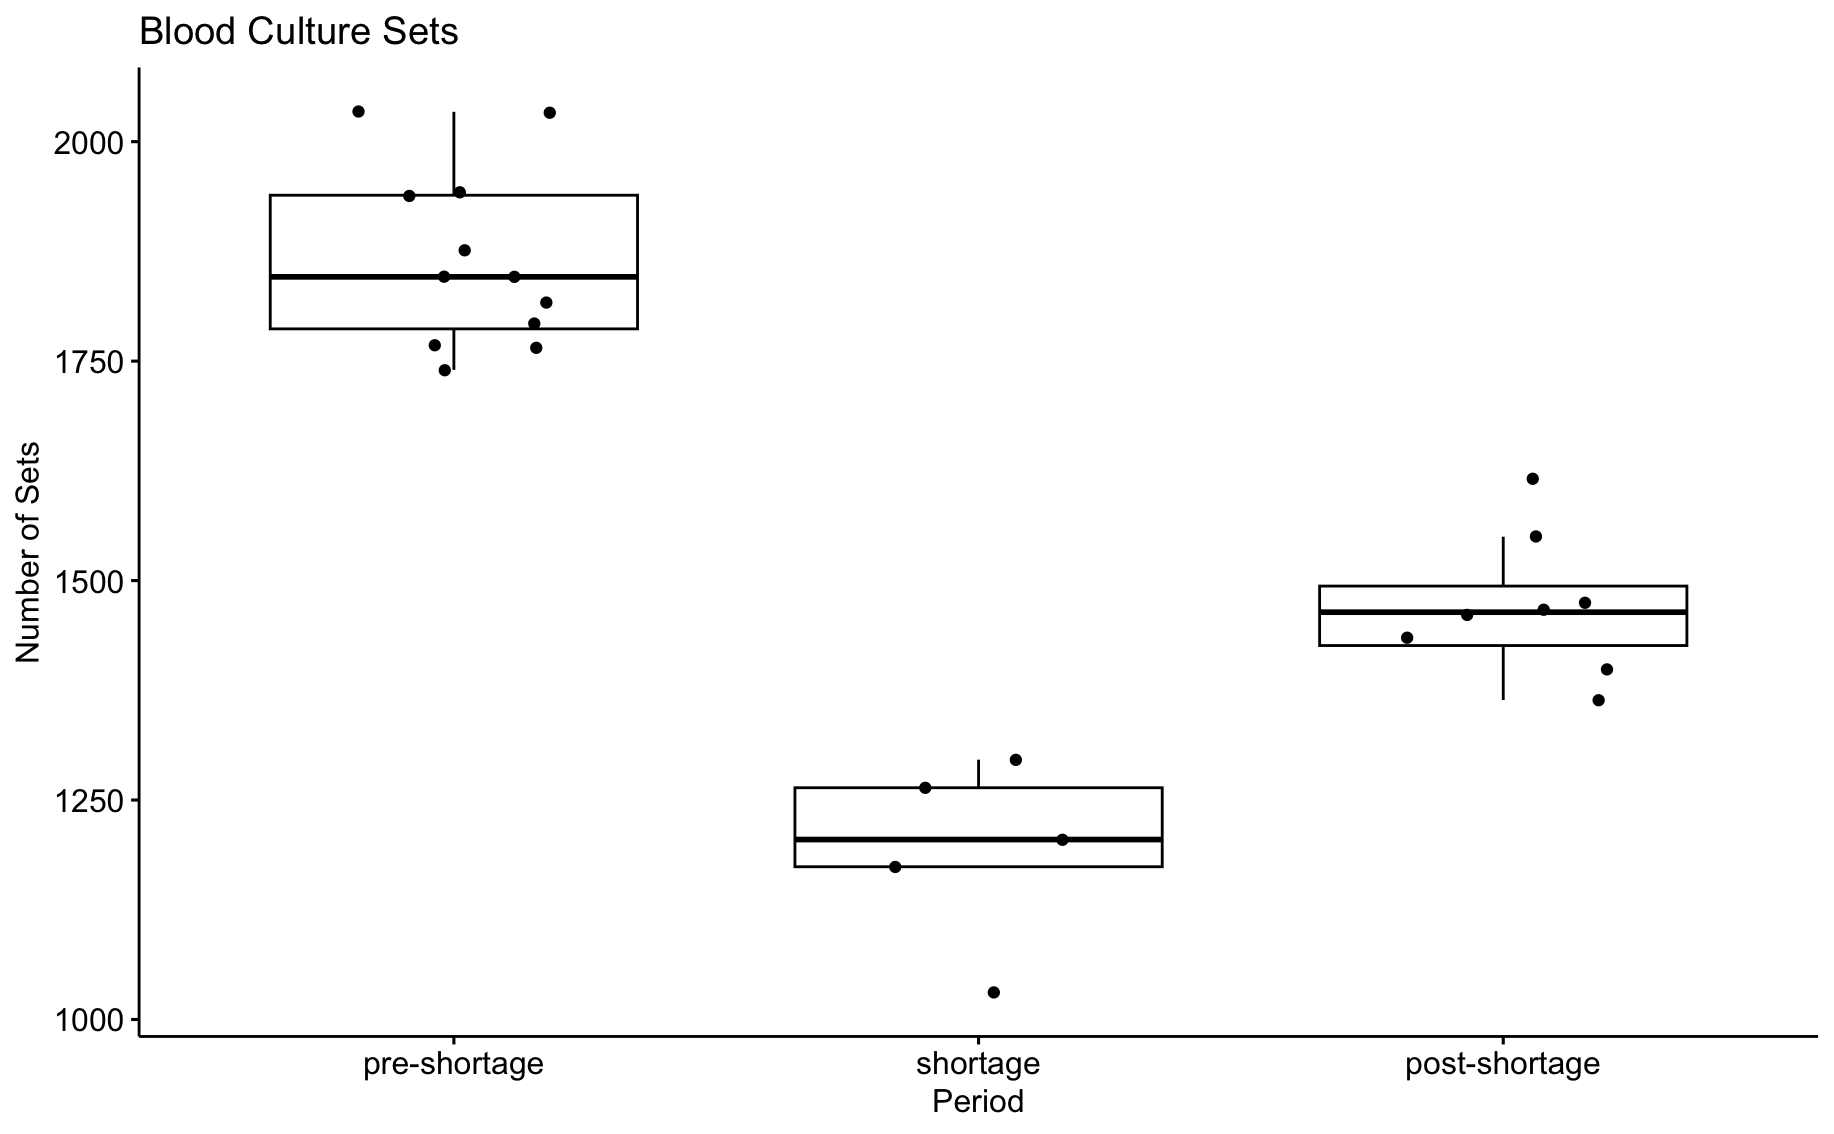 Blood Culture Sets
Number of Sets
2000
1750
1500
1250
1000
pre-shortage
shortage
post-shortage
Period